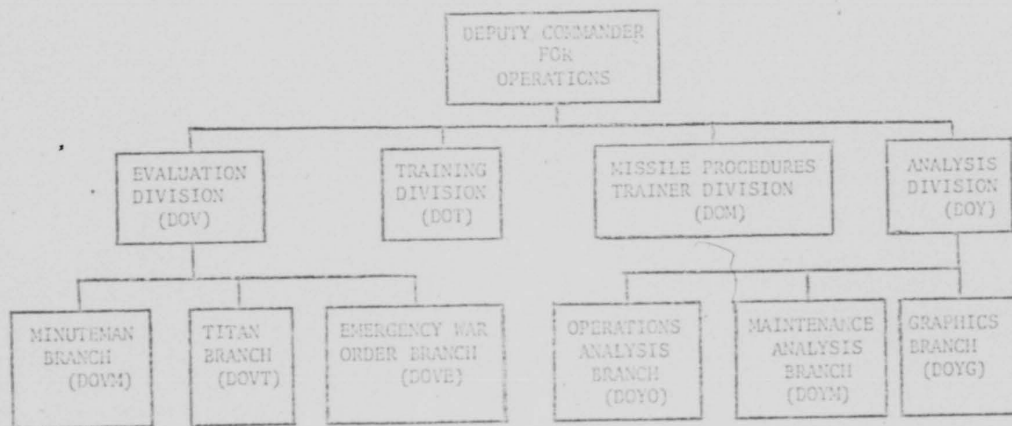 DEPUTY COMMANDER
FOR
OPERATIONS
EVALUATION
DIVISION
(DOV)
TRAINING
DIVISION
(DOT)
MISSILE PROCEDURES
TRAINER DIVISION
(DOM)
ANALYSIS
DIVISION
(DOY)
MINUTEMAN
BRANCH
(DOVM)
TITAN
BRANCH
(DOVT)
EMERGENCY WAR
ORDER BRANCH
(DOVE)
OPERATIONS
ANALYSIS
BRANCH
(DOYO)
MAINTENANCE
ANALYSIS
BRANCH
(DOYM)
GRAPHICS
BRANCH
(DOYG)